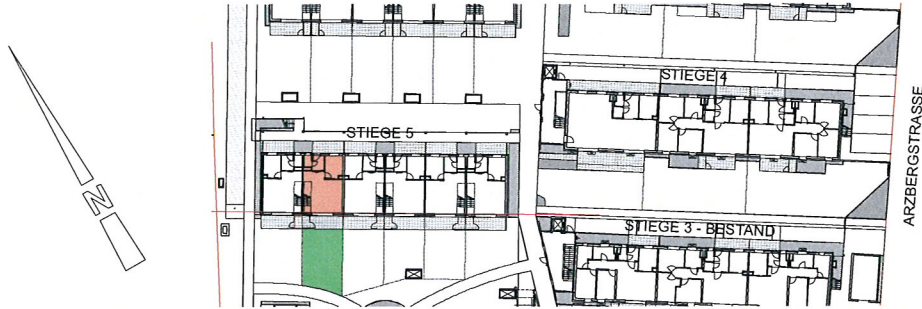 STIEGE 4
STIEGE 5
ARZBERGSTRASSE
STIEGE 3 - BESTAND
N